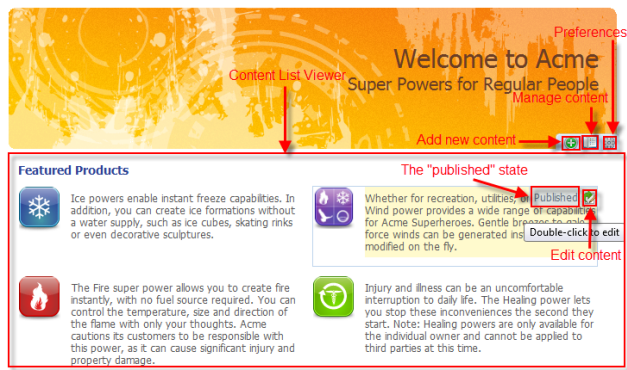 Preferences
Welcome to Acme
Content List Viewer
Super Powers for Regular People
Manage content
Add new content
Featured Products
The "published" state
Ice powers enable instant freeze capabilities. In
addition, you can create ice formations without
a water supply, such as ice cubes, skating rinks
or even decorative sculptures.
Whether for recreation, utilities, or Published
Wind power provides a wide range of capabilities
for Acme Superheroes. Gentle breezes to gale
force winds can be generated
modified on the fly.
Double-click to edit
Edit content
The Fire super power allows you to create fire
instantly, with no fuel source required. You can
control the temperature, size and direction of
the flame with only your thoughts. Acme
cautions its customers to be responsible with
this power, as it can cause significant injury and
property damage.
Injury and illness can be an uncomfortable
interruption to daily life. The Healing power lets
you stop these inconveniences the second they
start. Note: Healing powers are only available for
the individual owner and cannot be applied to
third parties at this time.